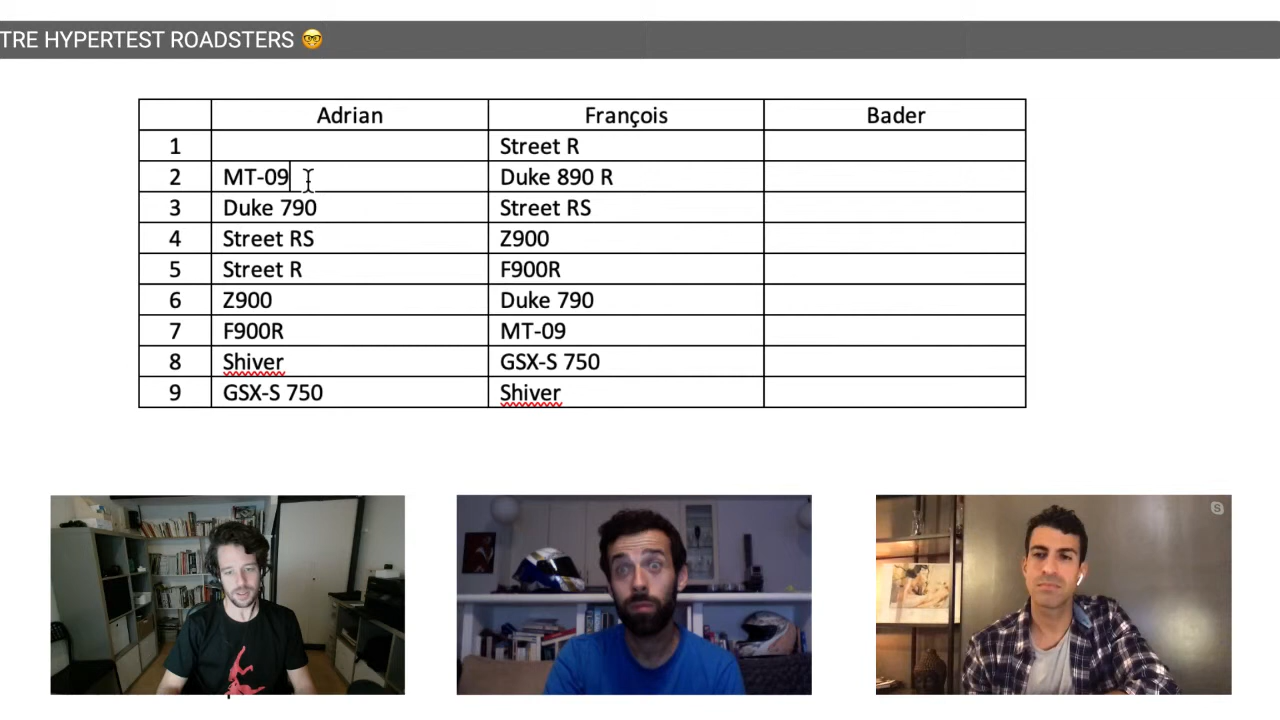 TRE HYPERTEST ROADSTERS 🤓
Adrian François Bader
1 Street R
2 MT-09 Duke 890 R
3 Duke 790 Street RS
4 Street RS Z900
5 Street R F900R
6 Z900 Duke 790
7 F900R MT-09
8 Shiver GSX-S 750
9 GSX-S 750 Shiver